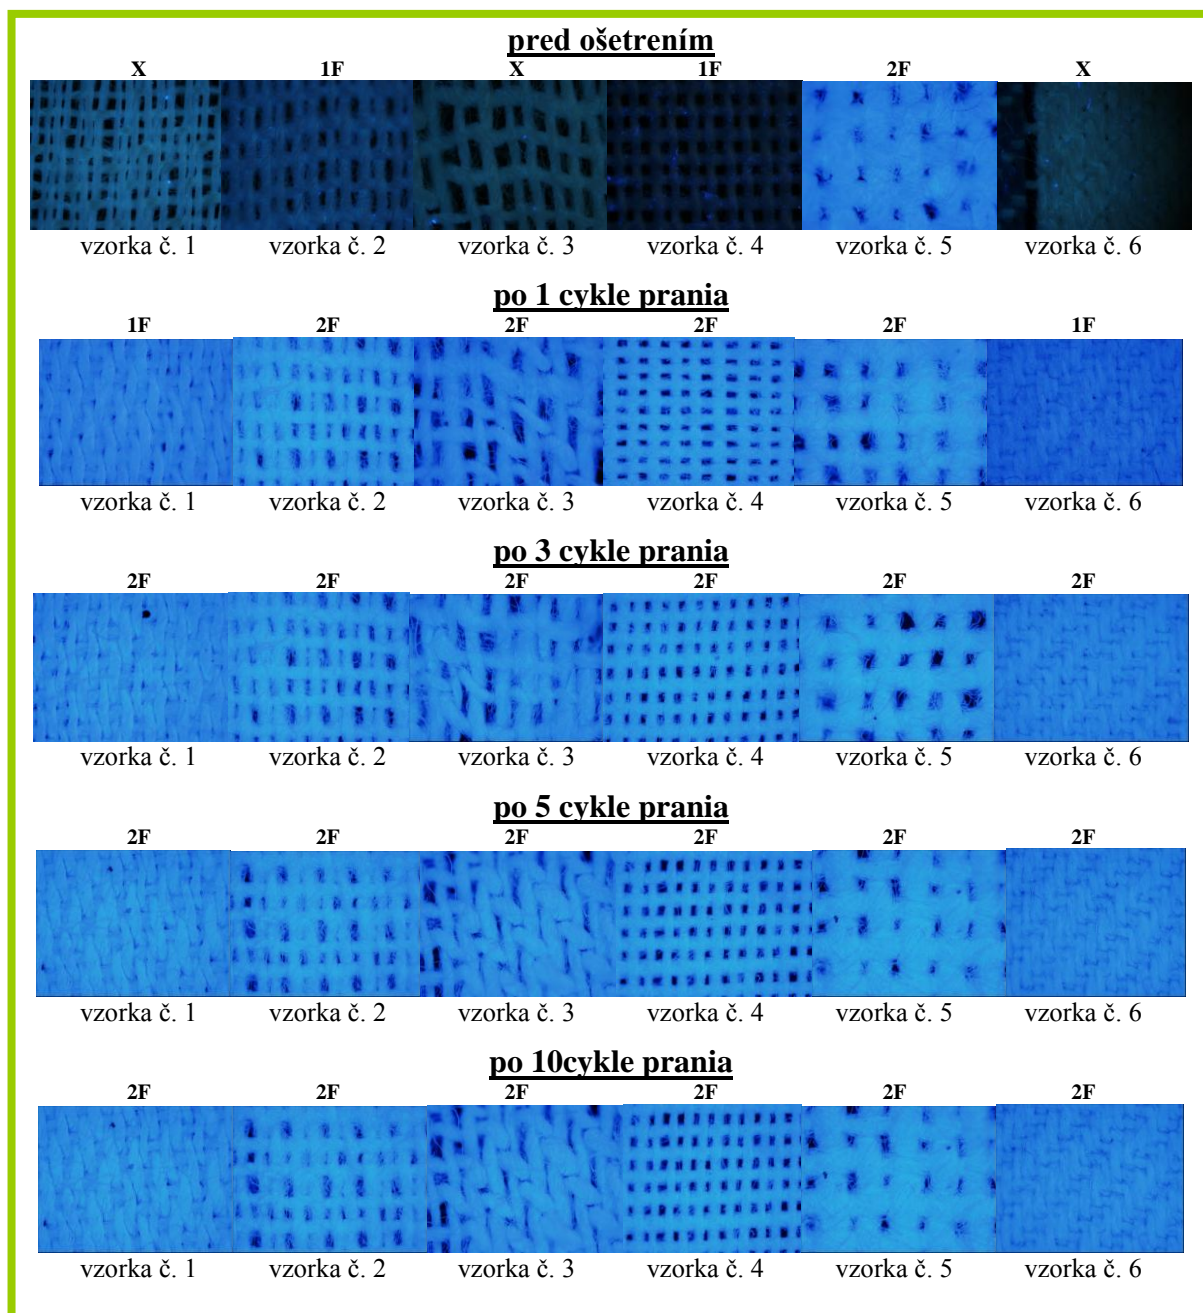 pred ošetrením
X 1F X 1F 2F X
vzorka č. 1 vzorka č. 2 vzorka č. 3 vzorka č. 4 vzorka č. 5 vzorka č. 6
po 1 cykle prania
1F 2F 2F 2F 2F 1F
vzorka č. 1 vzorka č. 2 vzorka č. 3 vzorka č. 4 vzorka č. 5 vzorka č. 6
po 3 cykle prania
2F 2F 2F 2F 2F 2F
vzorka č. 1 vzorka č. 2 vzorka č. 3 vzorka č. 4 vzorka č. 5 vzorka č. 6
po 5 cykle prania
2F 2F 2F 2F 2F 2F
vzorka č. 1 vzorka č. 2 vzorka č. 3 vzorka č. 4 vzorka č. 5 vzorka č. 6
po 10cykle prania
2F 2F 2F 2F 2F 2F
vzorka č. 1 vzorka č. 2 vzorka č. 3 vzorka č. 4 vzorka č. 5 vzorka č. 6